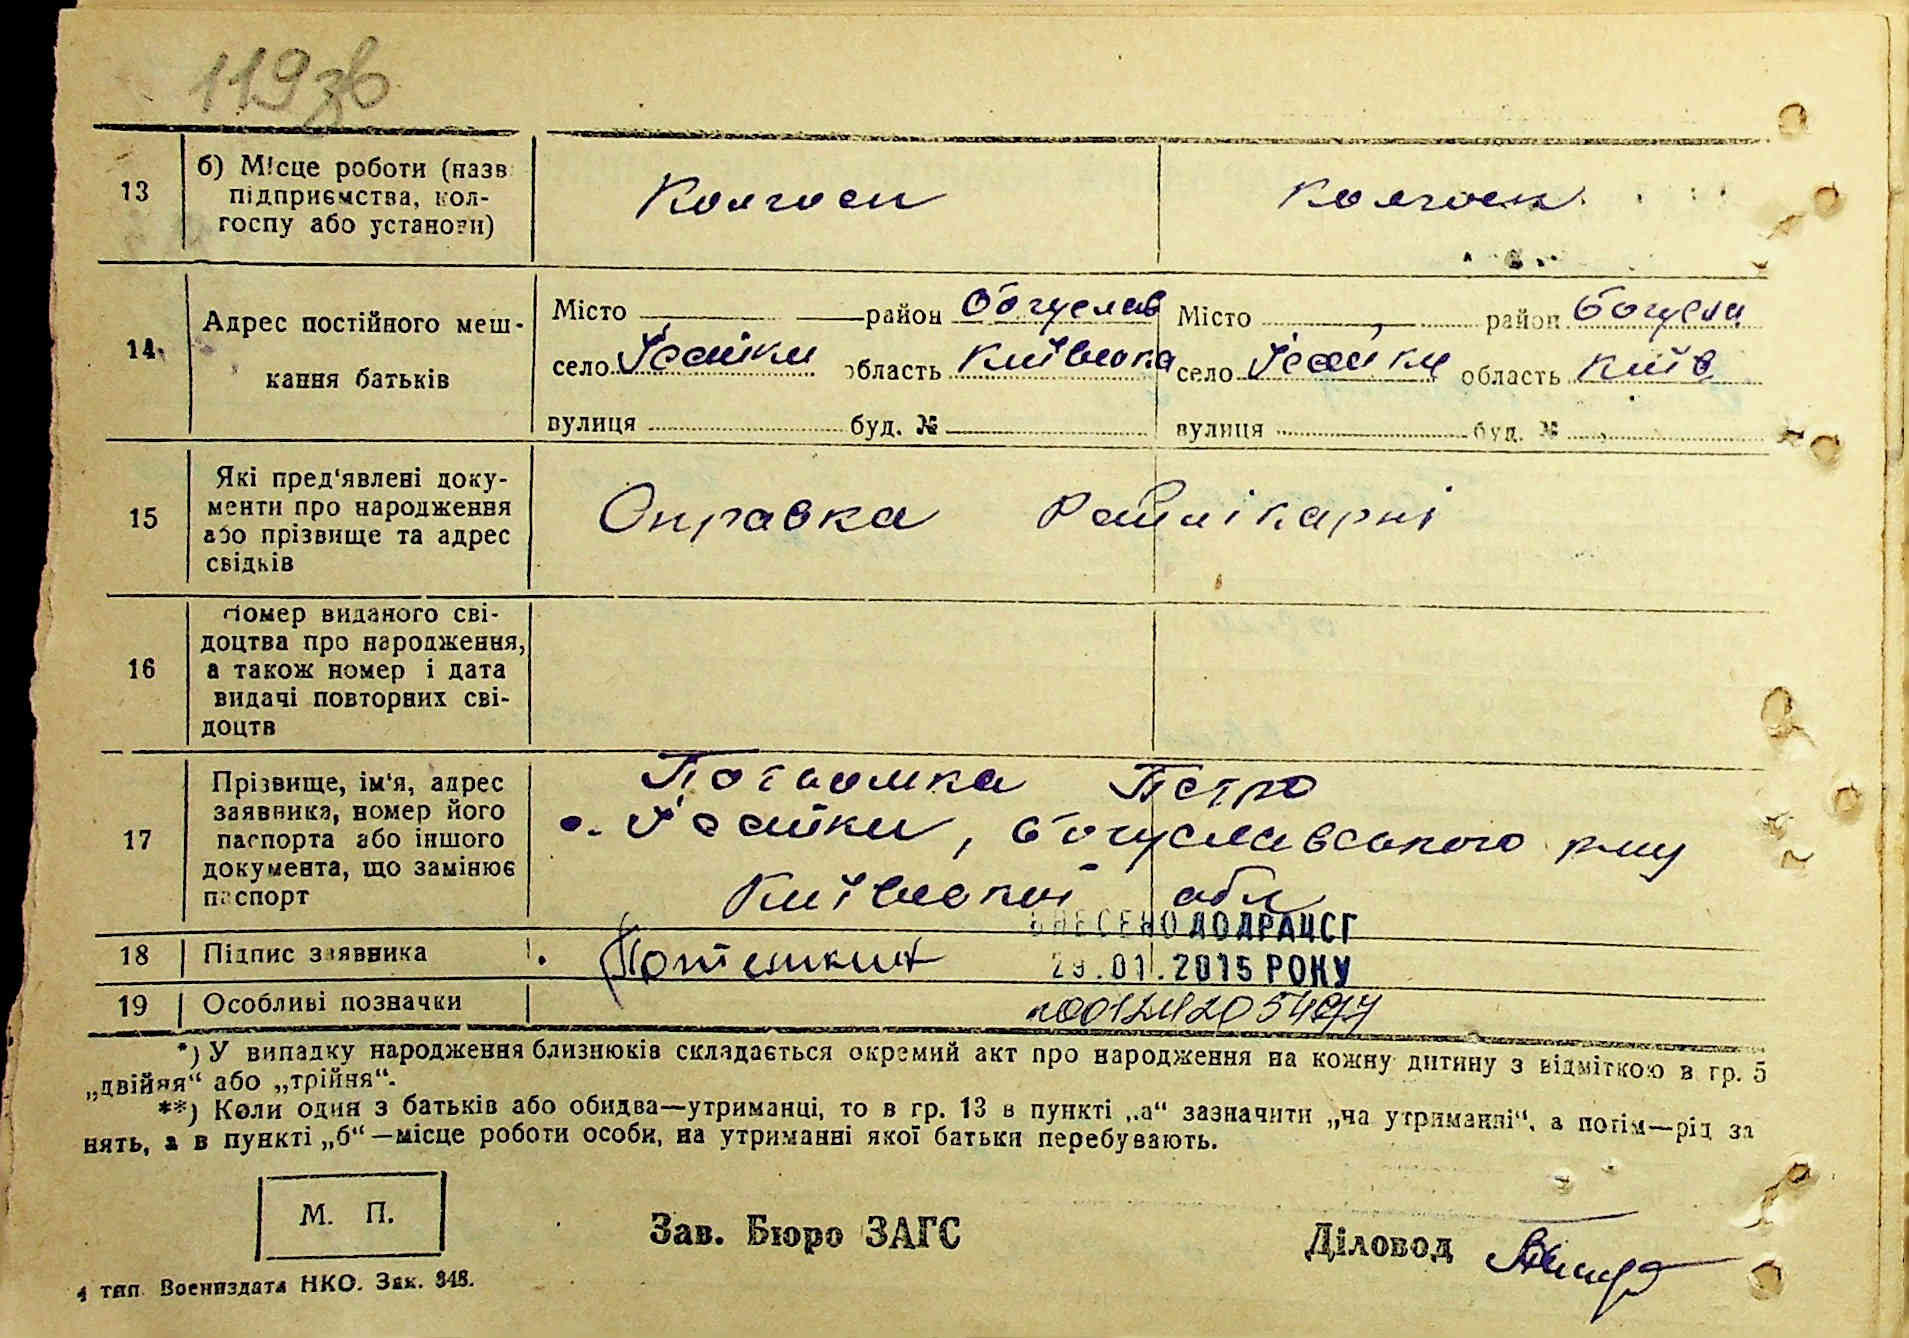 119 зв
13
б) Місце роботи (назв
підприємства, кол-
госпу або установи)
Колгосп
Колгосп
14
Адрес постійного меш-
кання батьків
Місто район Богуслав
село Ісайки область Київська
вулиця буд. №
Місто район Богусла
село Ісайки область Київ
вулиця буд. №
15
Які пред'явлені доку-
менти про народження
або прізвище та адрес
свідків
Справка Райлікарні
16
Номер виданого сві-
доцтва про народження,
а також номер і дата
видачі повторних сві-
доцтв
17
Прізвище, ім'я, адрес
заявника, номер його
паспорта або іншого
документа, що замінює
паспорт
Петро
с. Ісайки, Богуславського р-ну
Київської обл
18
Підпис заявника
ВНЕСЕНО ДО ДРАЦСГ
29.01.2015 РОКУ
19
Особливі позначки
*) У випадку народження близнюків складається окремий акт про народження на кожну дитину з відміткою в гр. 5
„двійня“ або „трійня“.
**) Коли один з батьків або обидва—утриманці, то в гр. 13 в пункті „а“ зазначити „на утриманні“, а потім—рід за
нять, а в пункті „б“—місце роботи особи, на утриманні якої батьки перебувають.
М. П.
Зав. Бюро ЗАГС
Діловод
4 тип. Воениздата НКО. Зак. 348.